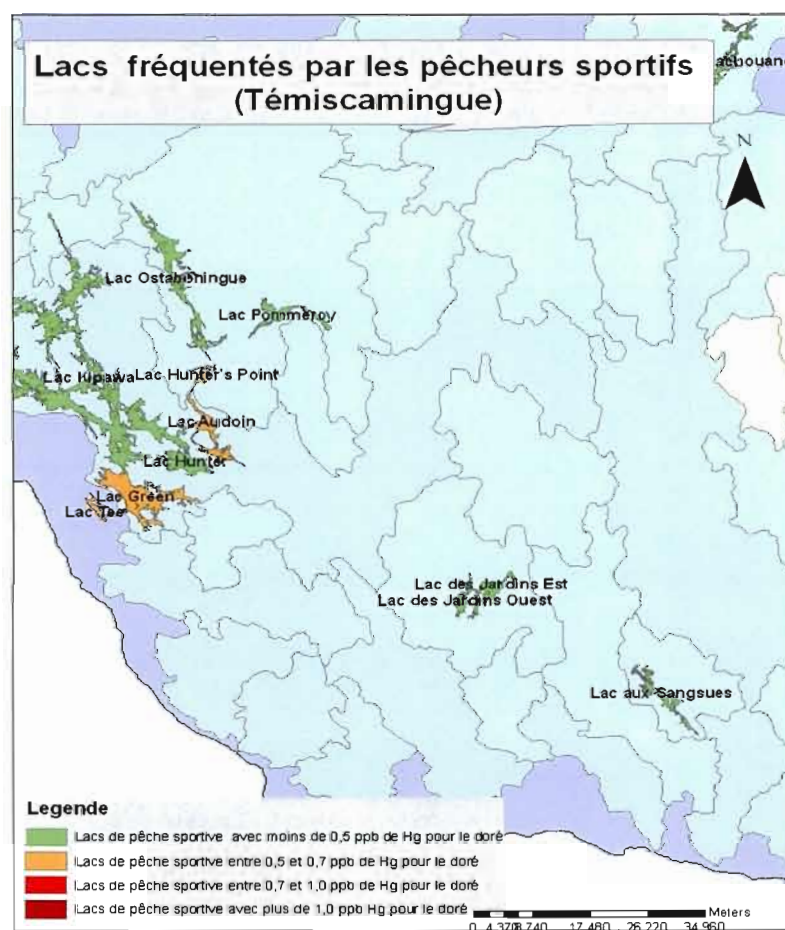 Lacs fréquentés par les pêcheurs sportifs
(Témiscamingue)
N
Lac Ostaboningue
Lac Pommeroy
Lac Hunter's Point
Lac Kipawa
Lac Audoin
Lac Hunter
Lac Green
Lac Tee
Lac des Jardins Est
Lac des Jardins Ouest
Lac aux Sangsues
Legende
Lacs de pêche sportive avec moins de 0,5 ppb de Hg pour le doré
Lacs de pêche sportive entre 0,5 et 0,7 ppb de Hg pour le doré
Lacs de pêche sportive entre 0,7 et 1,0 ppb de Hg pour le doré
Lacs de pêche sportive avec plus de 1,0 ppb Hg pour le doré
Meters
0 4,370 8,740 17,480 26,220 34,960